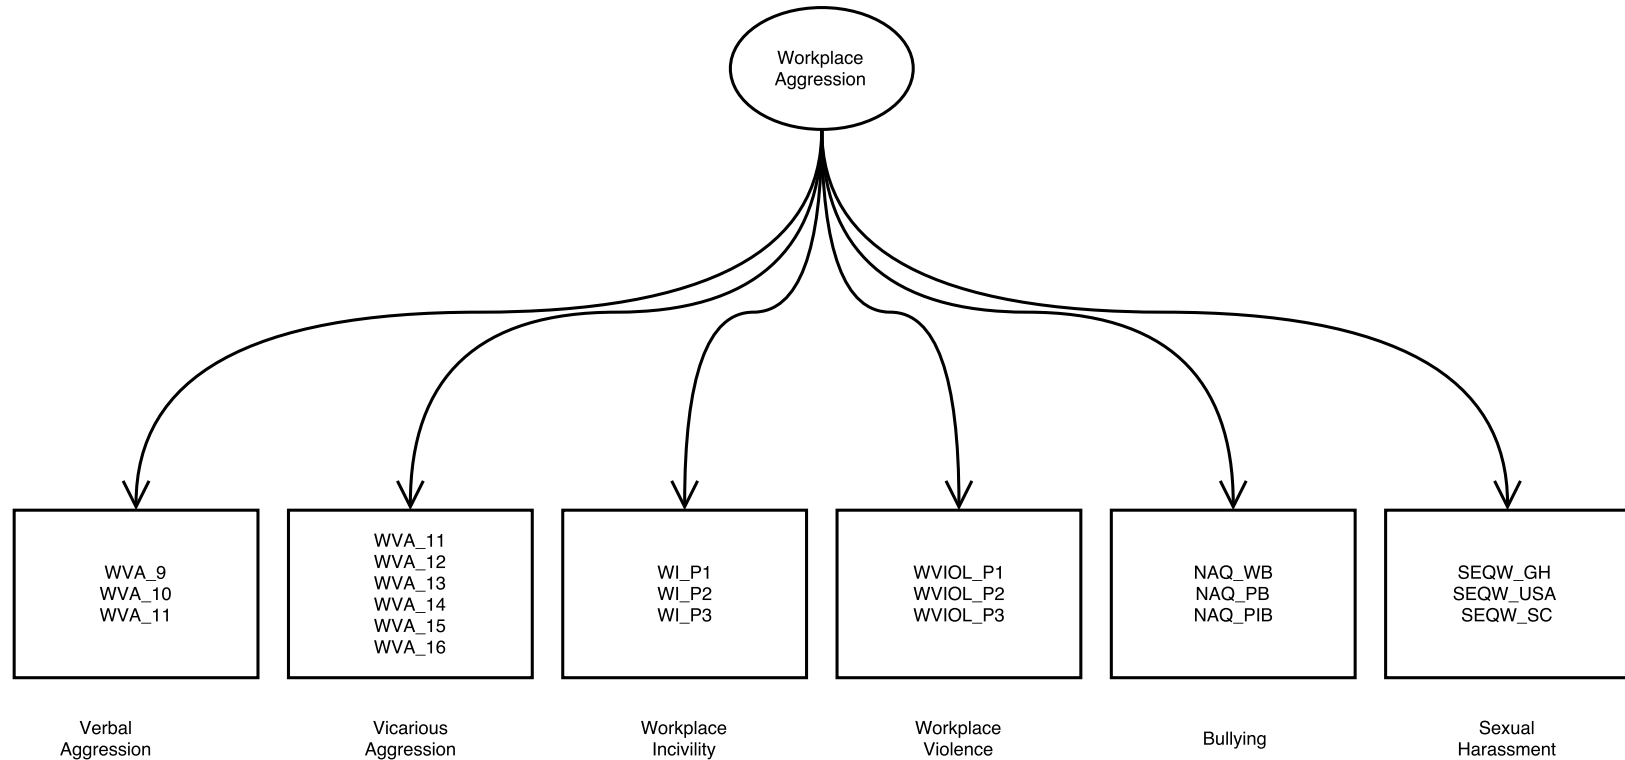 Workplace
Aggression
WVA_9
WVA_10
WVA_11
WVA_11
WVA_12
WVA_13
WVA_14
WVA_15
WVA_16
WI_P1
WI_P2
WI_P3
WVIOL_P1
WVIOL_P2
WVIOL_P3
NAQ_WB
NAQ_PB
NAQ_PIB
SEQW_GH
SEQW_USA
SEQW_SC
Verbal
Aggression
Vicarious
Aggression
Workplace
Incivility
Workplace
Violence
Bullying
Sexual
Harassment